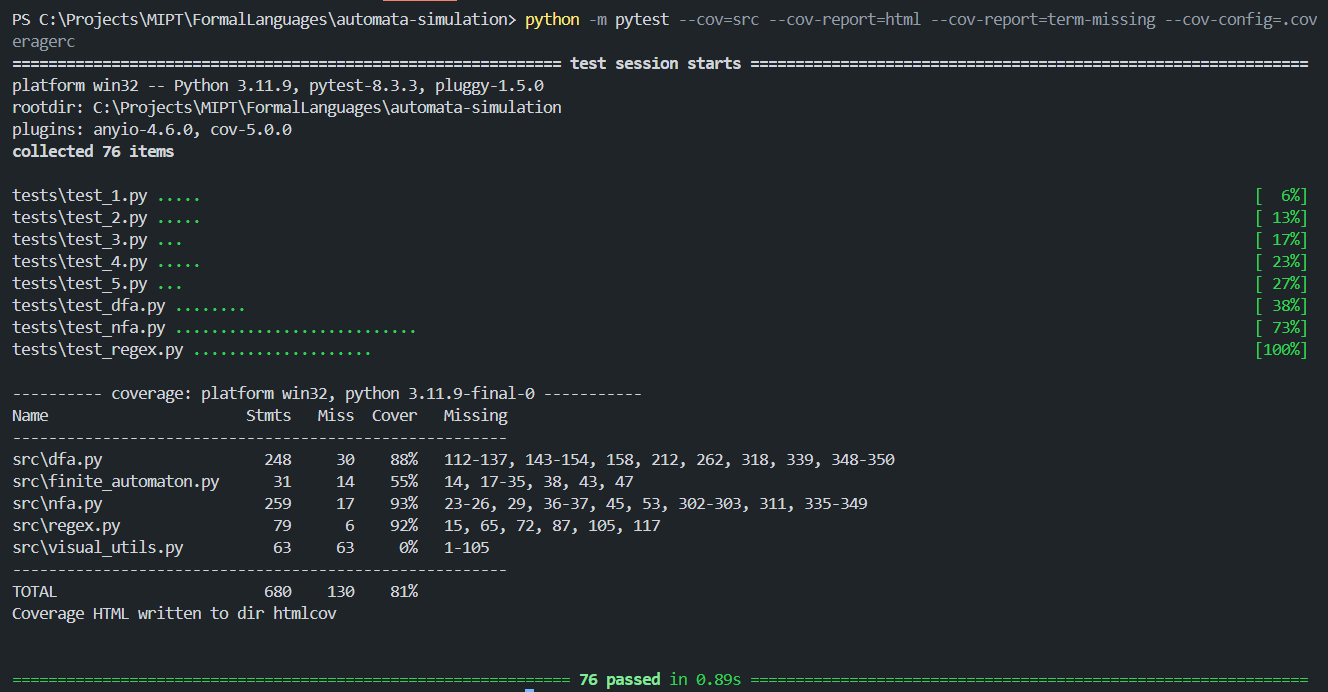 PS C:\Projects\MIPT\FormalLanguages\automata-simulation> python -m pytest --cov=src --cov-report=html --cov-report=term-missing --cov-config=.cov
eragerc
============================================================= test session starts ==============================================================
platform win32 -- Python 3.11.9, pytest-8.3.3, pluggy-1.5.0
rootdir: C:\Projects\MIPT\FormalLanguages\automata-simulation
plugins: anyio-4.6.0, cov-5.0.0
collected 76 items

tests\test_1.py ..... [  6%]
tests\test_2.py ..... [ 13%]
tests\test_3.py ... [ 17%]
tests\test_4.py ..... [ 23%]
tests\test_5.py ... [ 27%]
tests\test_dfa.py ........ [ 38%]
tests\test_nfa.py ........................... [ 73%]
tests\test_regex.py .................... [100%]

---------- coverage: platform win32, python 3.11.9-final-0 -----------
Name                      Stmts   Miss  Cover   Missing
-------------------------------------------------------
src\dfa.py                  248     30    88%   112-137, 143-154, 158, 212, 262, 318, 339, 348-350
src\finite_automaton.py      31     14    55%   14, 17-35, 38, 43, 47
src\nfa.py                  259     17    93%   23-26, 29, 36-37, 45, 53, 302-303, 311, 335-349
src\regex.py                 79      6    92%   15, 65, 72, 87, 105, 117
src\visual_utils.py          63     63     0%   1-105
-------------------------------------------------------
TOTAL                       680    130    81%
Coverage HTML written to dir htmlcov

============================================================== 76 passed in 0.89s ==============================================================